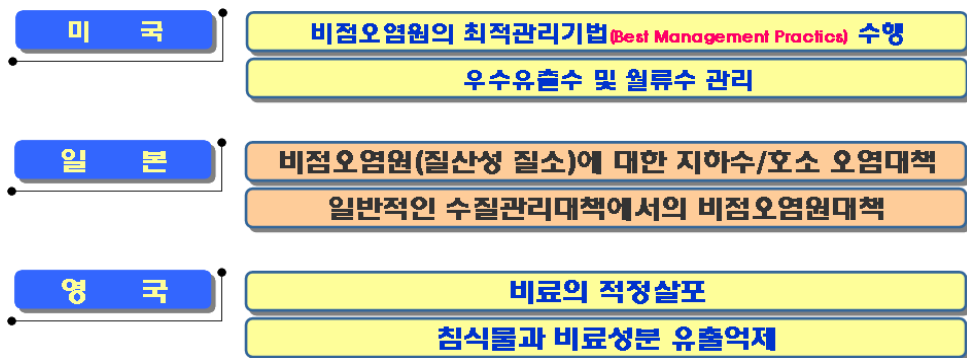 미 국
비점오염원의 최적관리기법(Best Management Practics) 수행
우수유출수 및 월류수 관리
일 본
비점오염원(질산성 질소)에 대한 지하수/호소 오염대책
일반적인 수질관리대책에서의 비점오염원대책
영 국
비료의 적정살포
침식물과 비료성분 유출억제